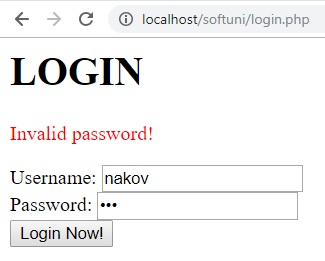 localhost/softuni/login.php
LOGIN
Invalid password!
Username: nakov
Password: •••
Login Now!